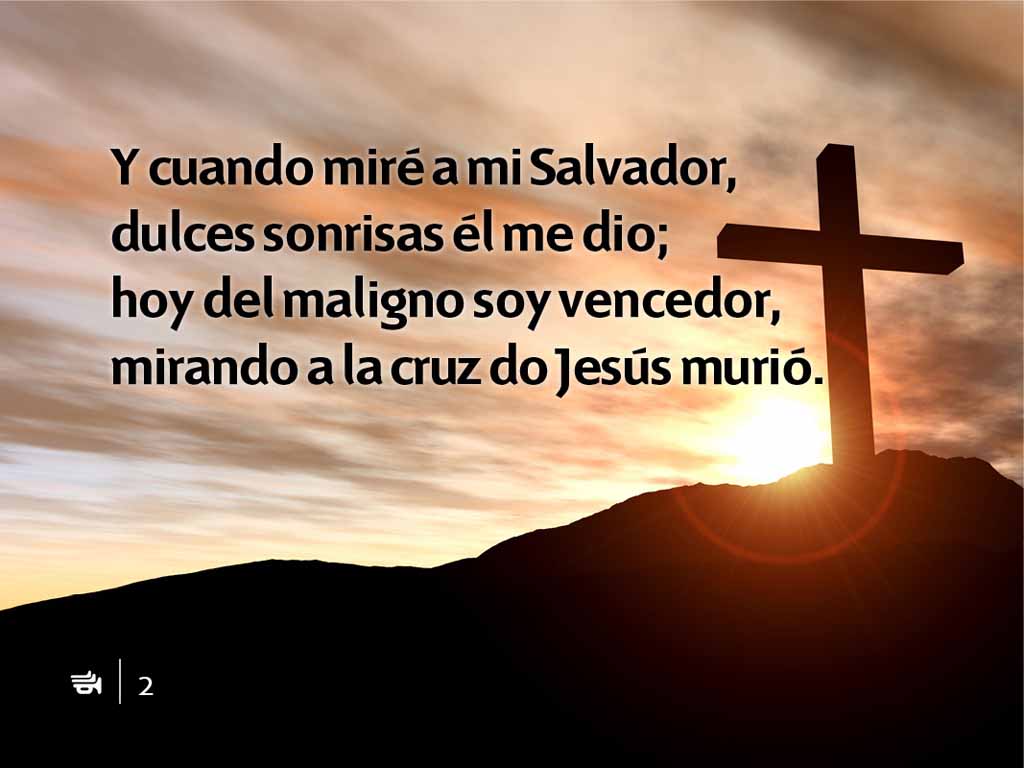 Y cuando miré a mi Salvador,
dulces sonrisas él me dio;
hoy del maligno soy vencedor,
mirando a la cruz do Jesús murió.
2